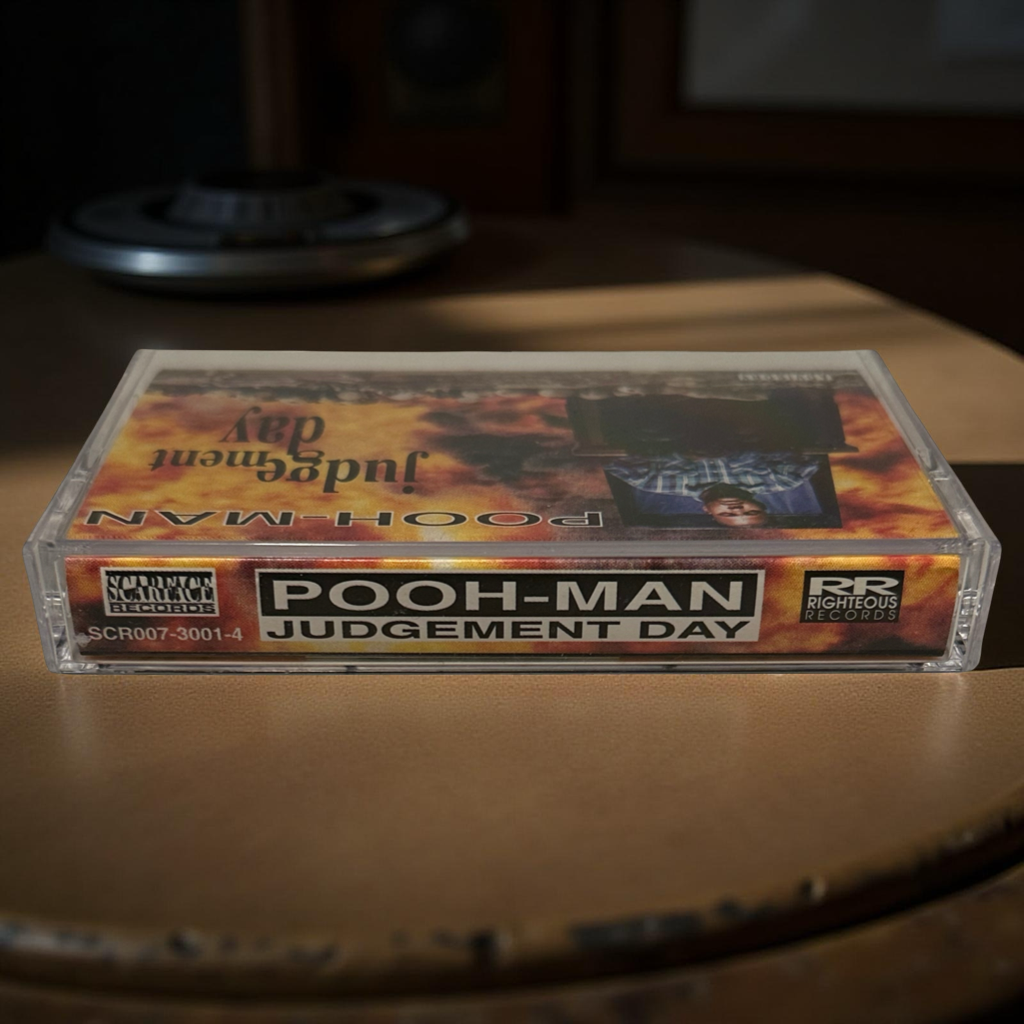 judgement
day
POOH-MAN
SCARFACE
RECORDS
SCR007-3001-4
POOH-MAN
JUDGEMENT DAY
RR
RIGHTEOUS
RECORDS